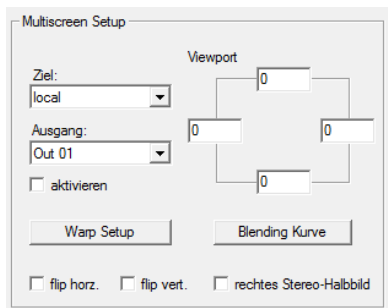 Multiscreen Setup
Viewport
Ziel:
local
0
Ausgang:
Out 01
0
0
aktivieren
0
Warp Setup
Blending Kurve
flip horz.
flip vert.
rechtes Stereo-Halbbild